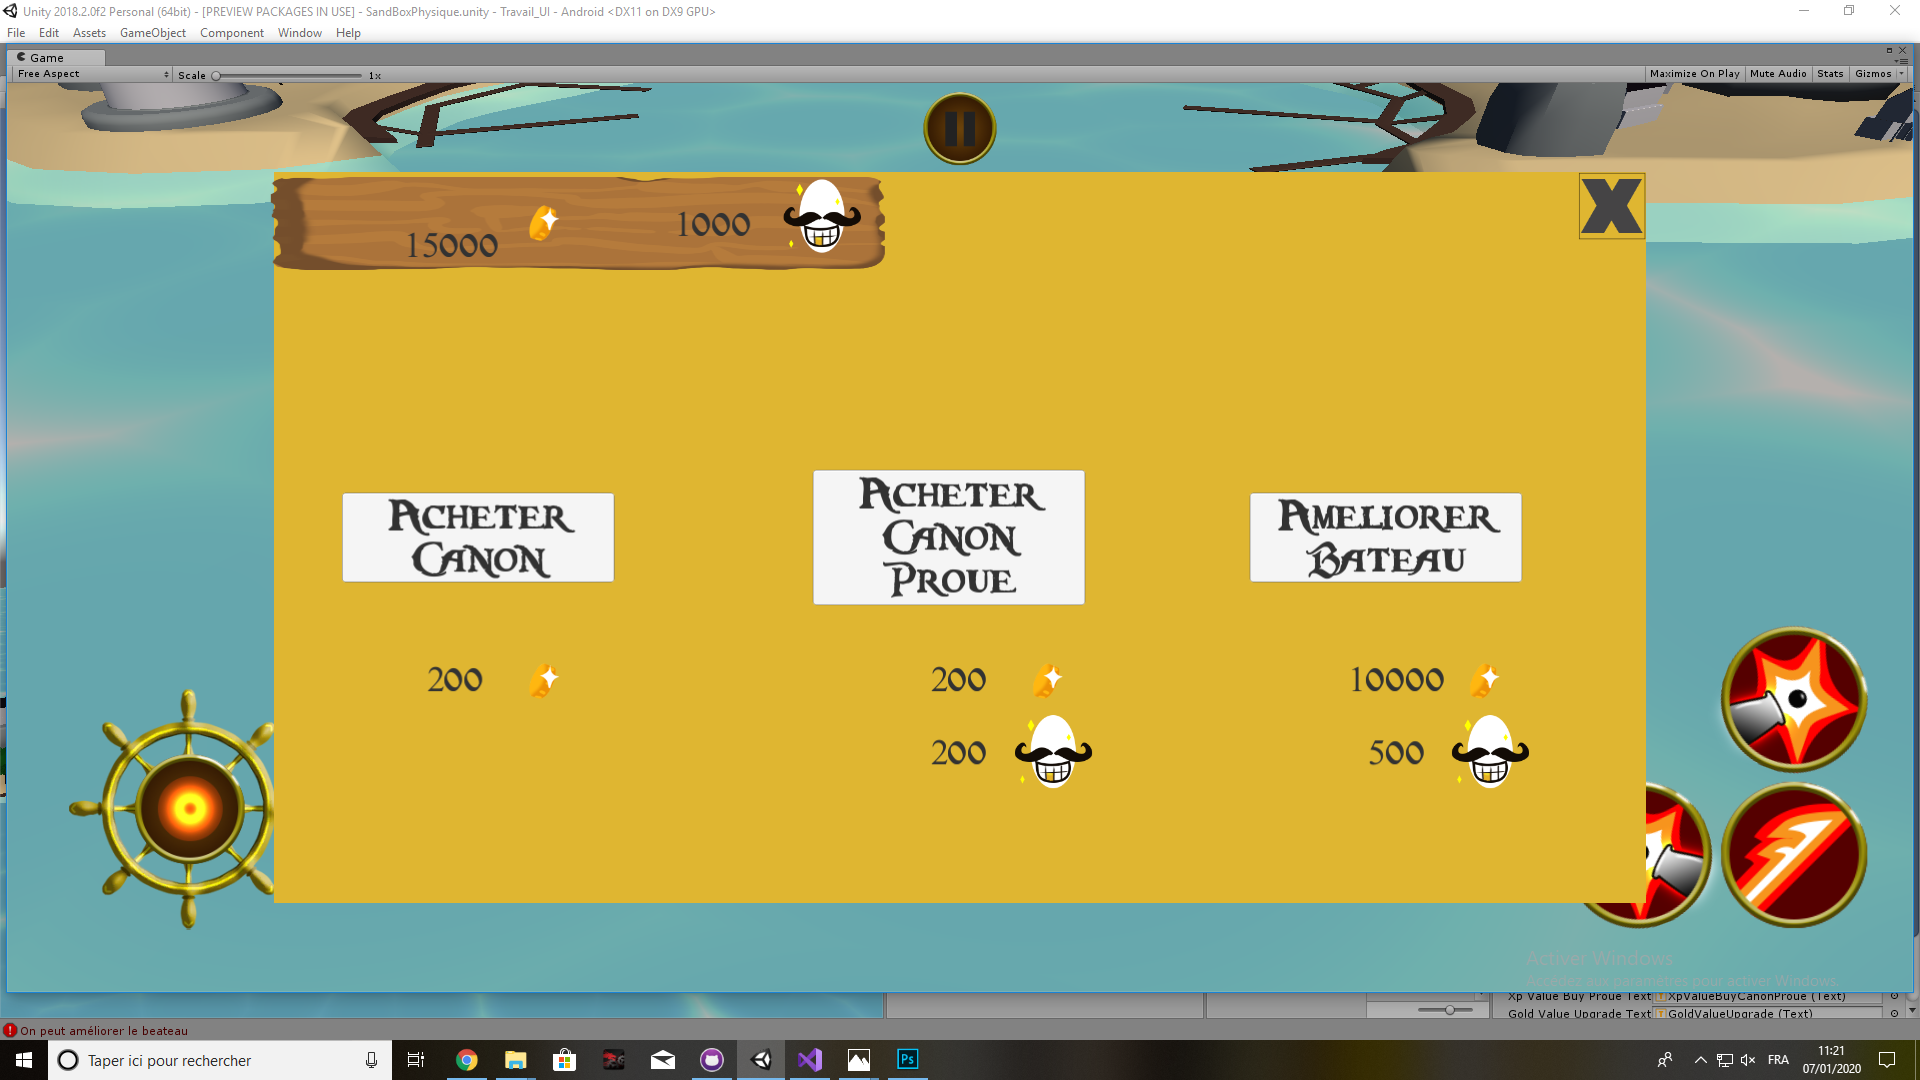 Unity 2018.2.0f2 Personal (64bit) - [PREVIEW PACKAGES IN USE] - SandBoxPhysique.unity - Travail_UI - Android <DX11 on DX9 GPU>
File Edit Assets GameObject Component Window Help
Game
Free Aspect Scale 1x Maximize On Play Mute Audio Stats Gizmos
15000 1000 X
Acheter
Canon
Acheter
Canon
Proue
Ameliorer
Bateau
200 200 10000
200 500
Activer Windows
Accédez aux paramètres pour activer Windows.
Xp Value Buy Proue Text XpValueBuyCanonProue (Text)
Gold Value Upgrade Text GoldValueUpgrade (Text)
On peut améliorer le beateau
Taper ici pour rechercher
Ps
FRA
11:21
07/01/2020